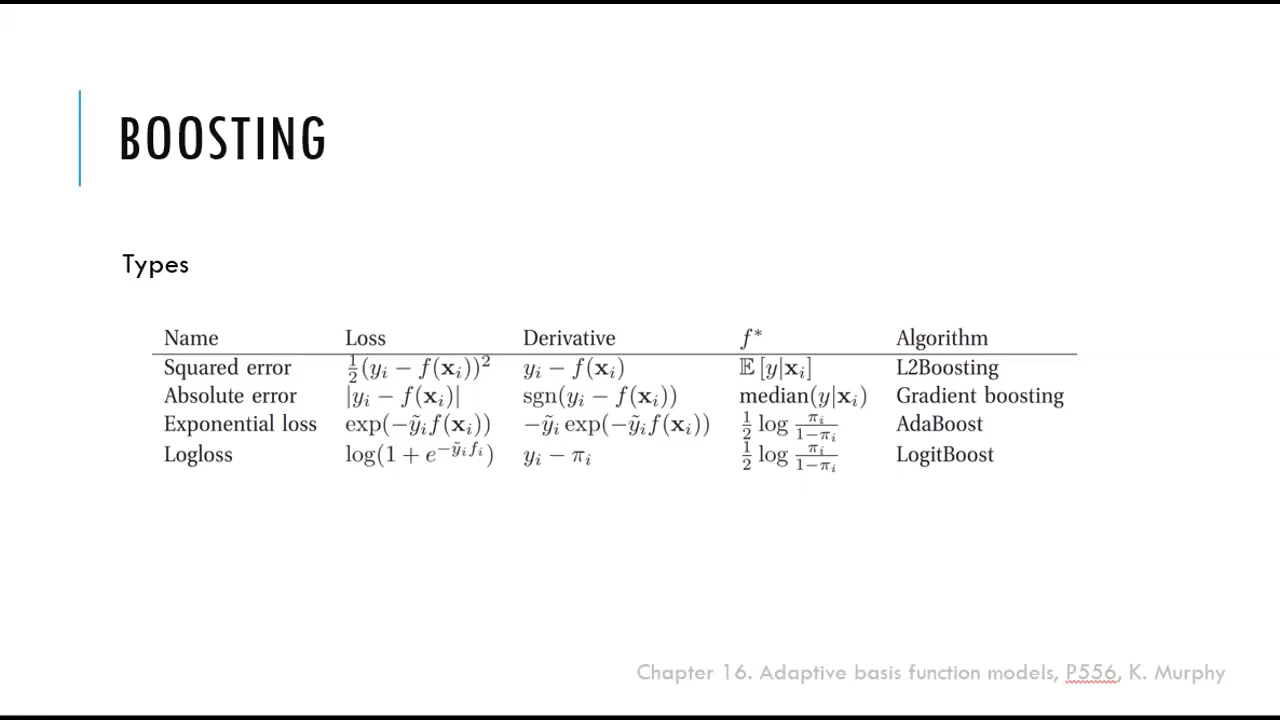 BOOSTING
Types
Name Loss Derivative f* Algorithm
Squared error ½(yᵢ − f(𝐱ᵢ))² yᵢ − f(𝐱ᵢ) 𝔼[y|𝐱ᵢ] L2Boosting
Absolute error |yᵢ − f(𝐱ᵢ)| sgn(yᵢ − f(𝐱ᵢ)) median(y|𝐱ᵢ) Gradient boosting
Exponential loss exp(−ỹᵢf(𝐱ᵢ)) −ỹᵢ exp(−ỹᵢf(𝐱ᵢ)) ½ log πᵢ/(1−πᵢ) AdaBoost
Logloss log(1 + e^(−ỹᵢfᵢ)) yᵢ − πᵢ ½ log πᵢ/(1−πᵢ) LogitBoost
Chapter 16. Adaptive basis function models, P556, K. Murphy